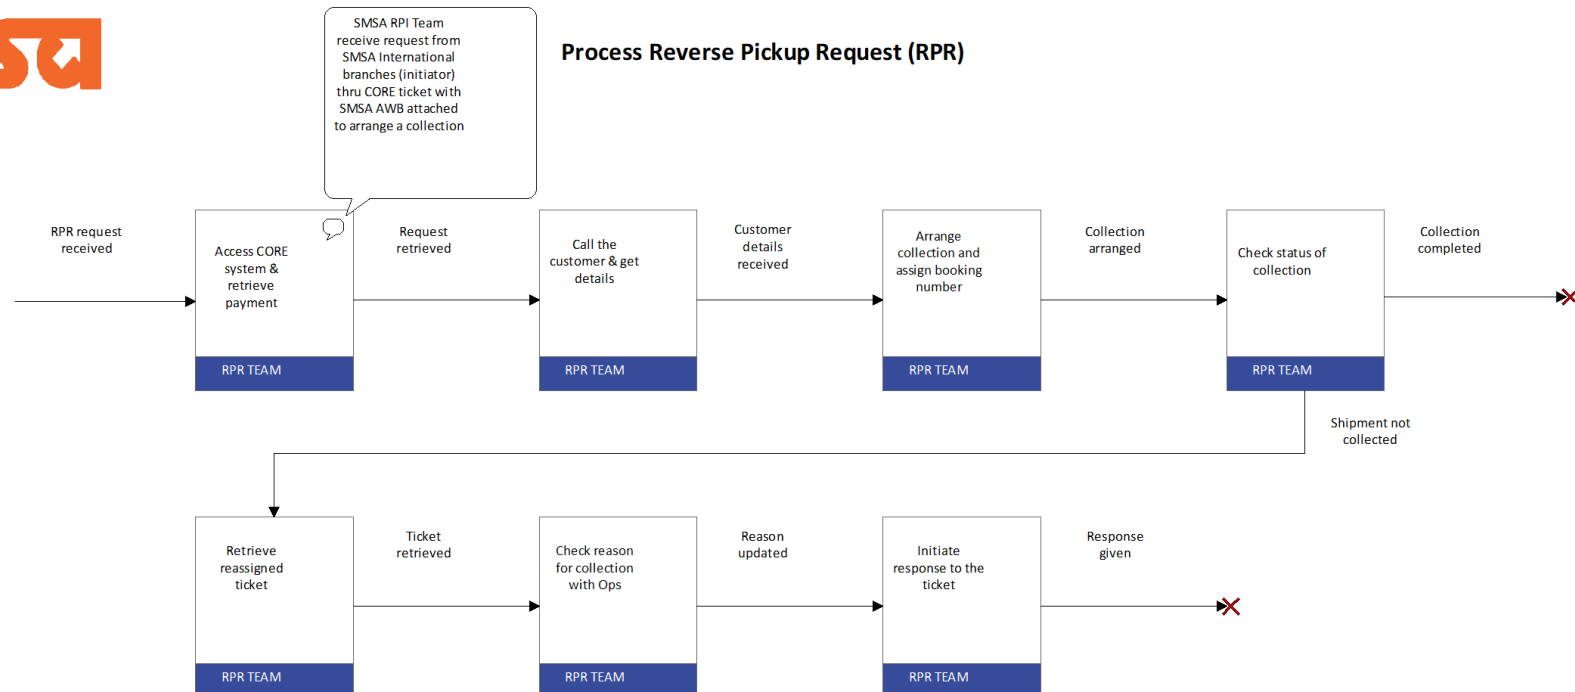 sa
SMSA RPI Team
receive request from
SMSA International
branches (initiator)
thru CORE ticket with
SMSA AWB attached
to arrange a collection
Process Reverse Pickup Request (RPR)
RPR request
received
Access CORE
system &
retrieve
payment
RPR TEAM
Request
retrieved
Call the
customer & get
details
RPR TEAM
Customer
details
received
Arrange
collection and
assign booking
number
RPR TEAM
Collection
arranged
Check status of
collection
RPR TEAM
Collection
completed
Shipment not
collected
Retrieve
reassigned
ticket
RPR TEAM
Ticket
retrieved
Check reason
for collection
with Ops
RPR TEAM
Reason
updated
Initiate
response to the
ticket
RPR TEAM
Response
given